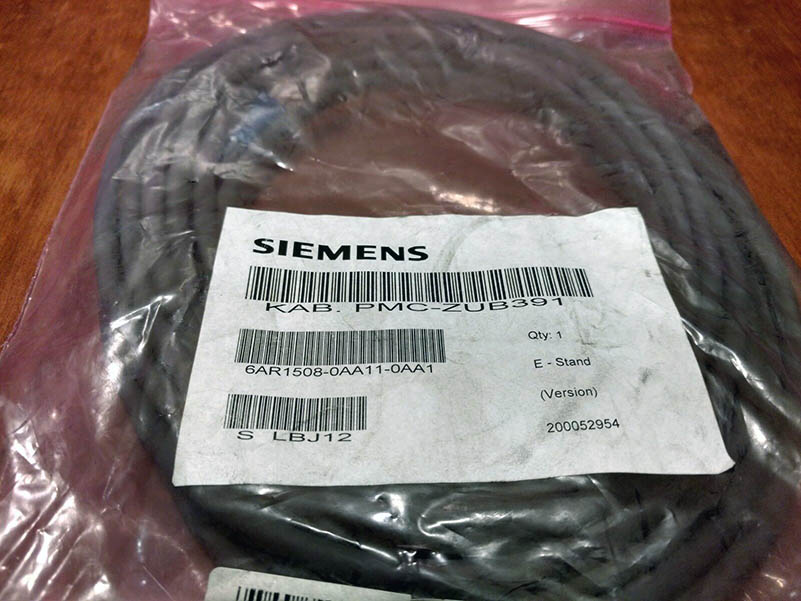 SIEMENS
KAB. PMC-ZUB391
6AR1508-0AA11-0AA1
S LBJ12
Qty: 1
E - Stand
(Version)
200052954